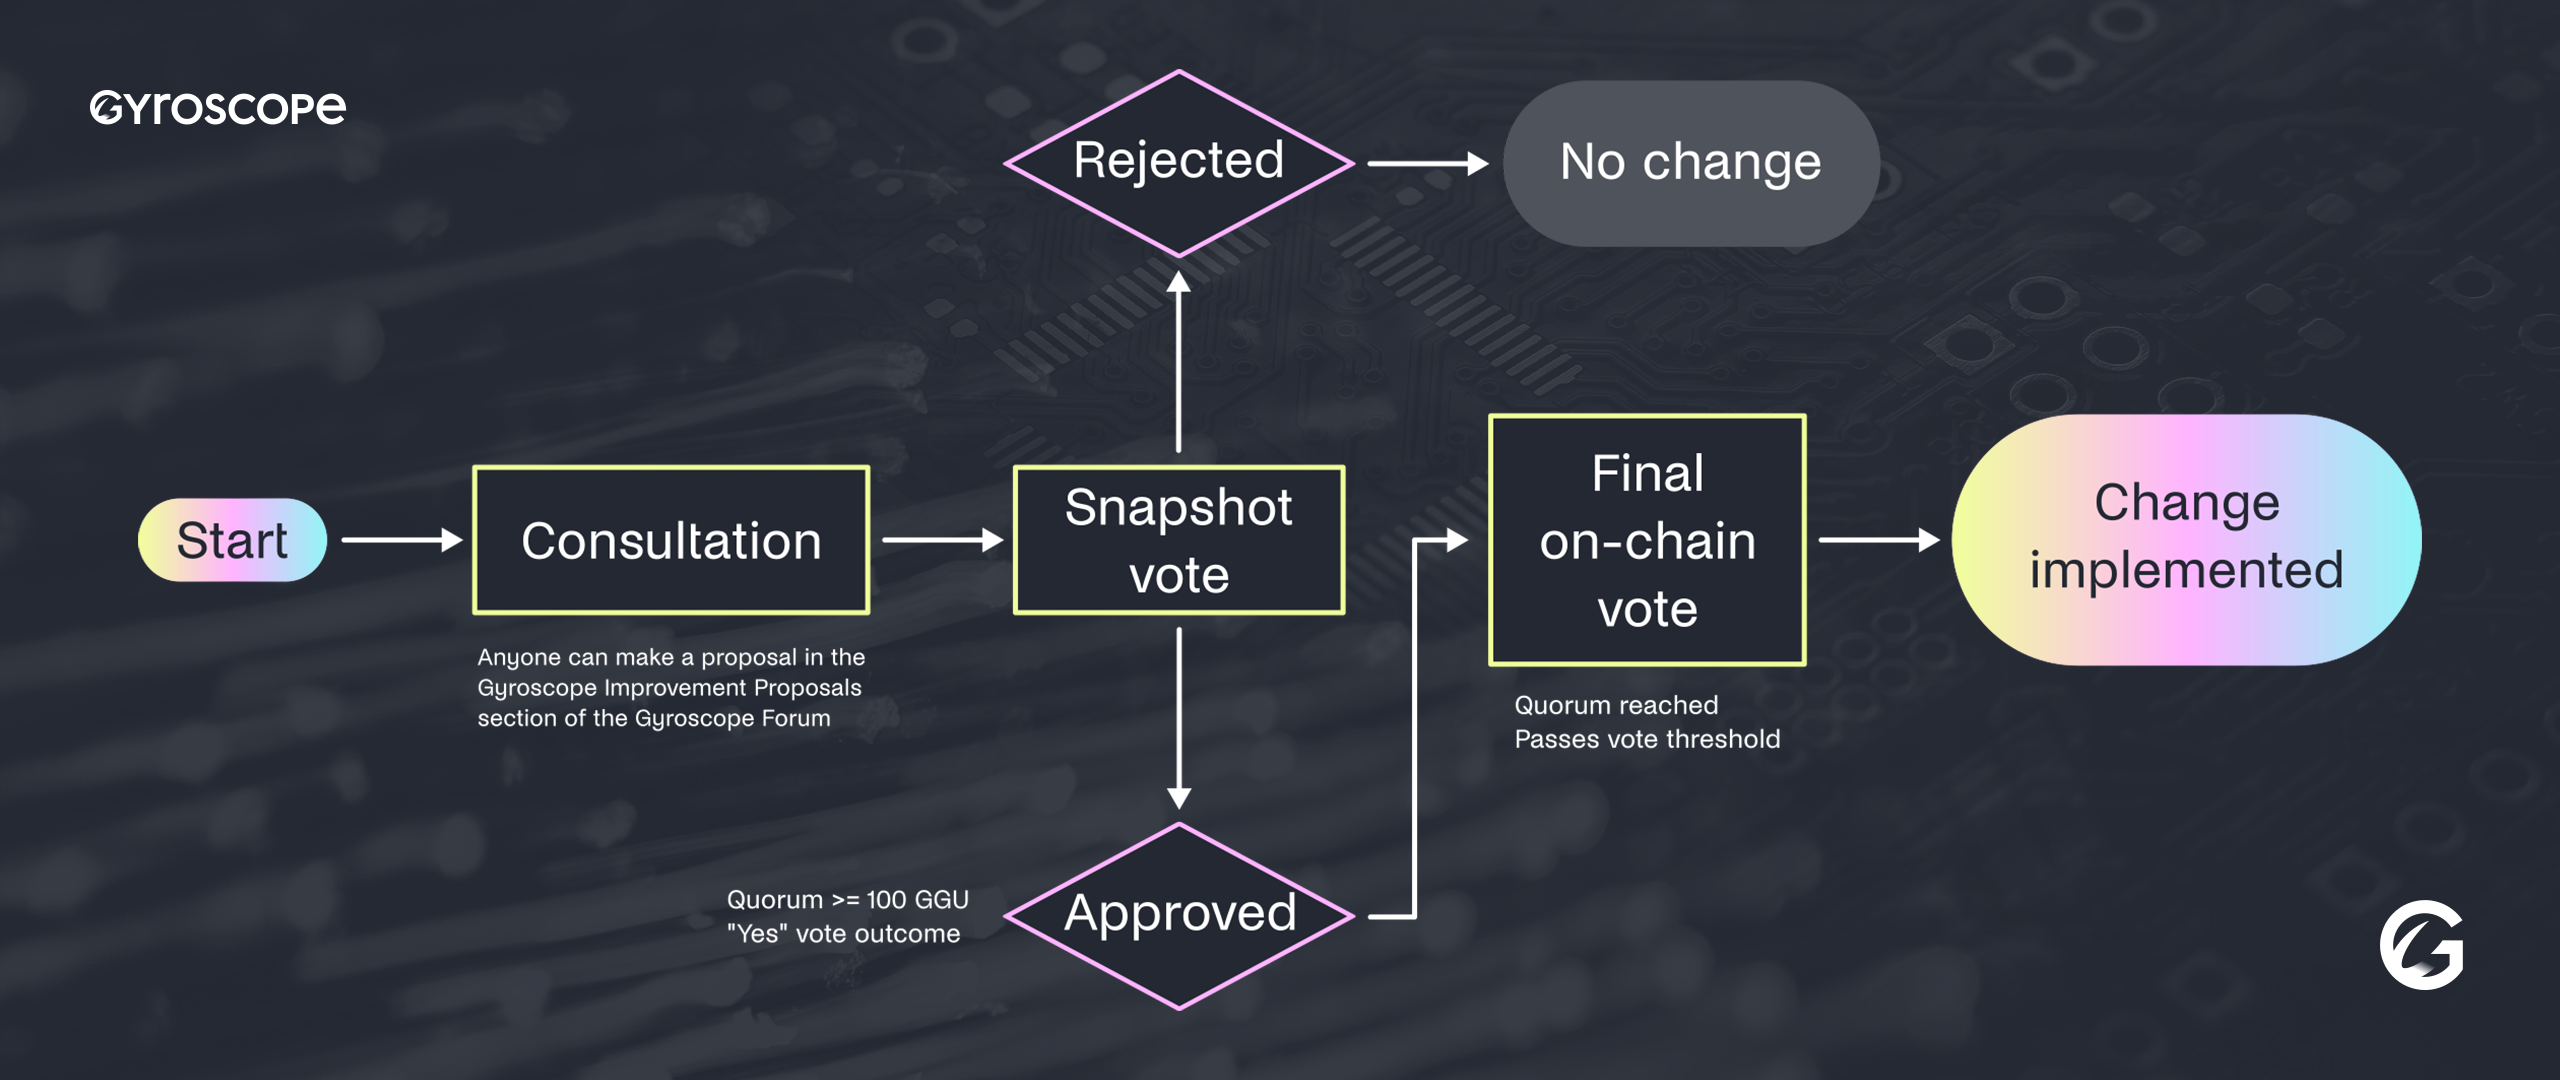 GYROSCOPE
Rejected
No change
Start
Consultation
Snapshot
vote
Final
on-chain
vote
Change
implemented
Anyone can make a proposal in the
Gyroscope Improvement Proposals
section of the Gyroscope Forum
Quorum reached
Passes vote threshold
Quorum >= 100 GGU
"Yes" vote outcome
Approved
G